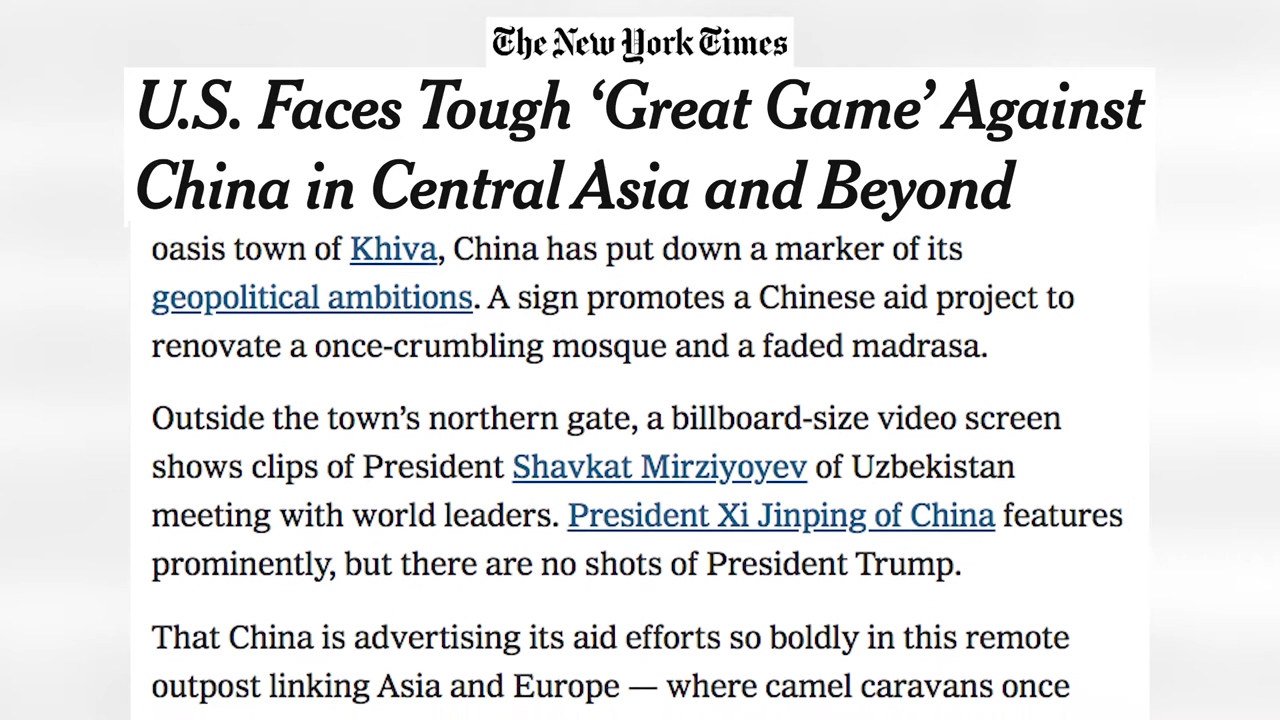 The New York Times
U.S. Faces Tough ‘Great Game’ Against
China in Central Asia and Beyond
oasis town of Khiva, China has put down a marker of its
geopolitical ambitions. A sign promotes a Chinese aid project to
renovate a once-crumbling mosque and a faded madrasa.
Outside the town’s northern gate, a billboard-size video screen
shows clips of President Shavkat Mirziyoyev of Uzbekistan
meeting with world leaders. President Xi Jinping of China features
prominently, but there are no shots of President Trump.
That China is advertising its aid efforts so boldly in this remote
outpost linking Asia and Europe — where camel caravans once